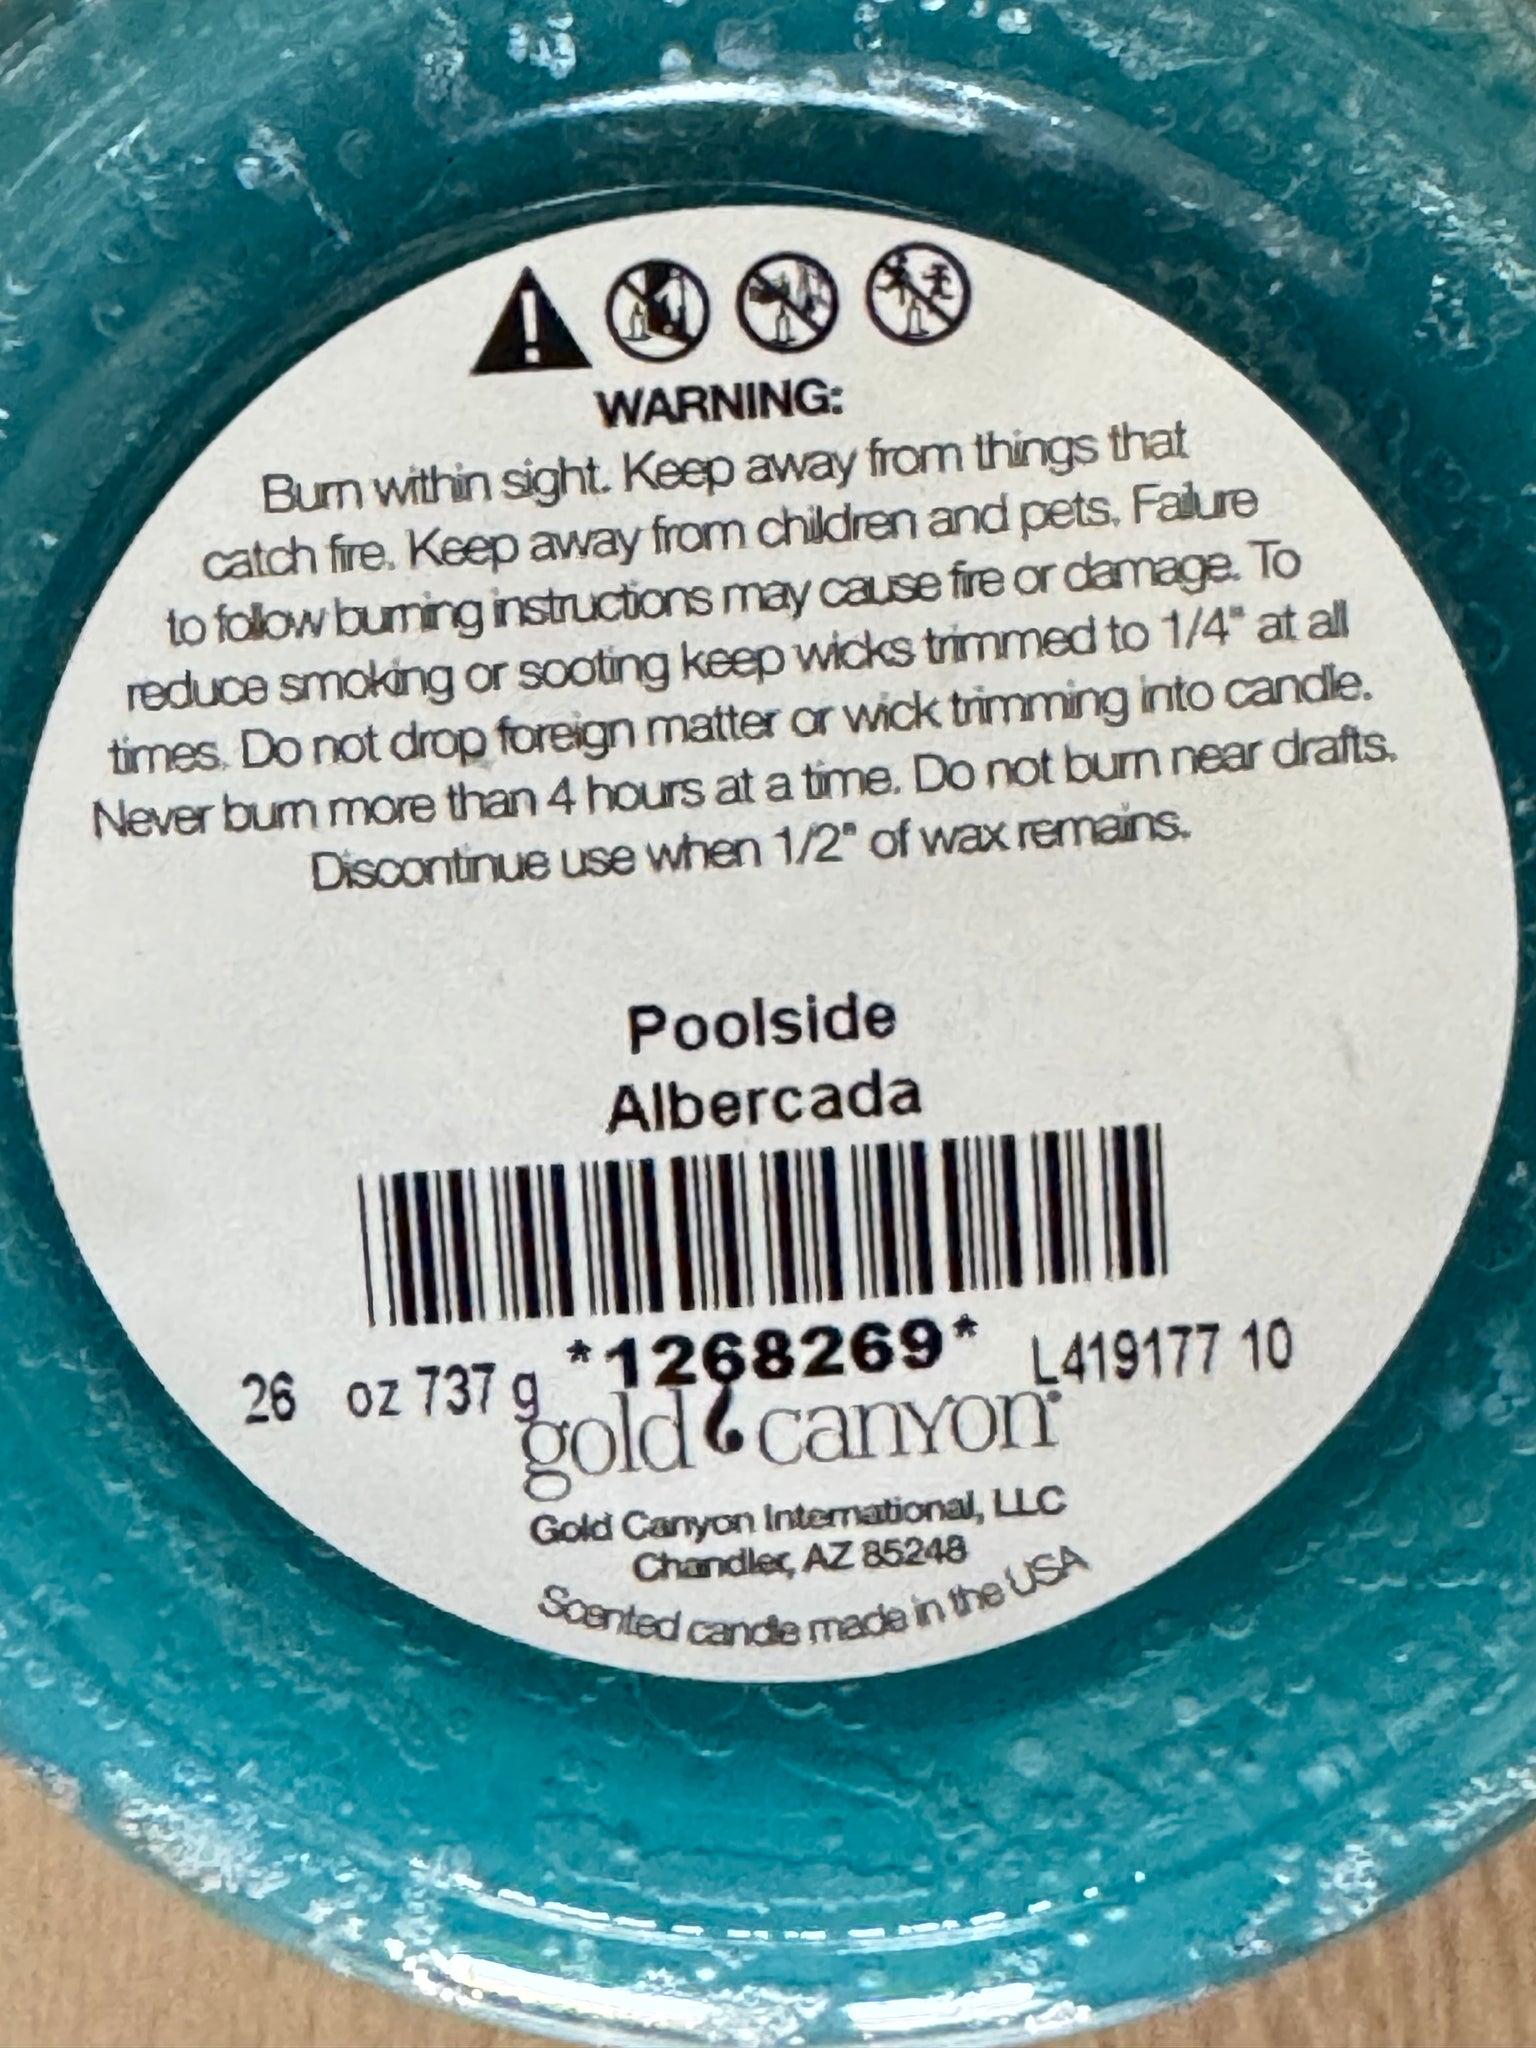 WARNING:
Burn within sight. Keep away from things that
catch fire. Keep away from children and pets. Failure
to follow burning instructions may cause fire or damage. To
reduce smoking or sooting keep wicks trimmed to 1/4" at all
times. Do not drop foreign matter or wick trimming into candle.
Never burn more than 4 hours at a time. Do not burn near drafts.
Discontinue use when 1/2" of wax remains.
Poolside
Albercada
26 oz 737 g *1268269* L419177 10
gold canyon®
Gold Canyon International, LLC
Chandler, AZ 85248
Scented candle made in the USA